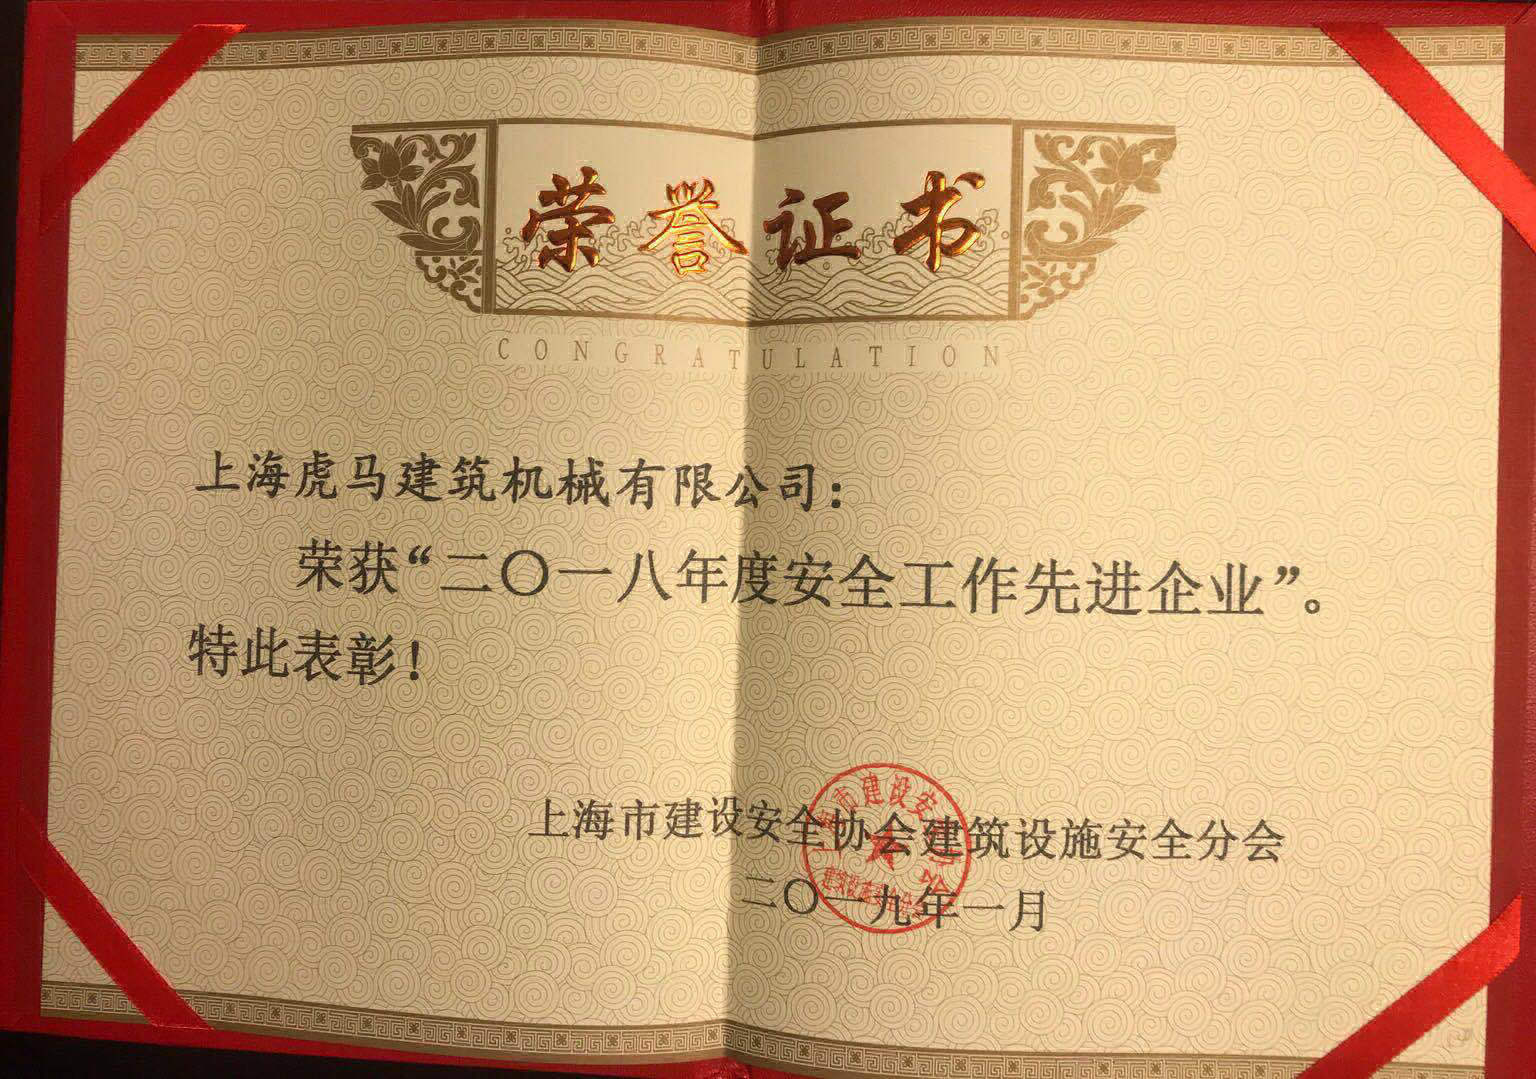 荣誉证书
CONGRATULATION
上海虎马建筑机械有限公司：
荣获“二〇一八年度安全工作先进企业”。
特此表彰！
上海市建设安全协会建筑设施安全分会
二〇一九年一月